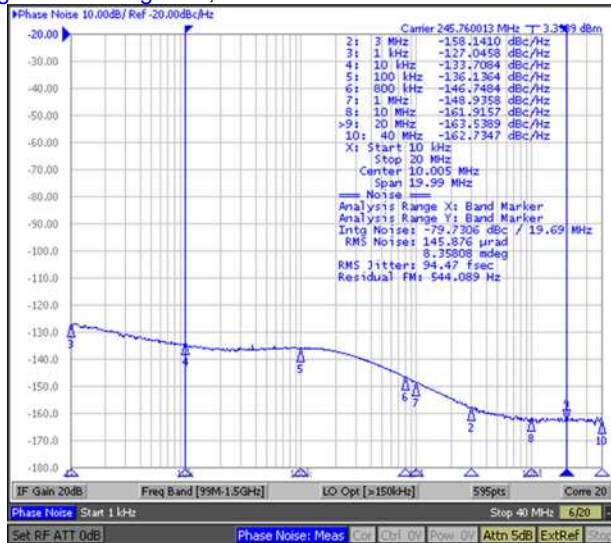 ▶Phase Noise 10.00dB/ Ref -20.00dBc/Hz
Carrier 245.760013 MHz
dBm
-20.00
2: 3 MHz -158.1410 dBc/Hz
3: 1 kHz -127.0458 dBc/Hz
4: 10 kHz -133.7084 dBc/Hz
5: 100 kHz -136.1364 dBc/Hz
6: 800 kHz -146.7484 dBc/Hz
7: 1 MHz -148.9358 dBc/Hz
8: 10 MHz -161.9157 dBc/Hz
>9: 20 MHz -163.5389 dBc/Hz
10: 40 MHz -162.7347 dBc/Hz
X: Start 10 kHz
Stop 20 MHz
Center 10.005 MHz
Span 19.99 MHz
=== Noise ===
Analysis Range X: Band Marker
Analysis Range Y: Band Marker
Intg Noise: -79.7306 dBc / 19.69 MHz
RMS Noise: 145.876 µrad
8.35808 mdeg
RMS Jitter: 94.47 fsec
Residual FM: 544.089 Hz
-30.00
-40.00
-50.00
-60.00
-70.00
-80.00
-90.00
-100.0
-110.0
-120.0
-130.0
-140.0
-150.0
-160.0
-170.0
-180.0
3
4
5
6
7
2
8
9
10
IF Gain 20dB Freq Band [99M-1.5GHz] LO Opt [>150kHz] 595pts Corre 20
Phase Noise Start 1 kHz Stop 40 MHz 6/20
Set RF ATT 0dB Phase Noise: Meas Cor Ctrl 0V Pow 0V Attn 5dB ExtRef Stop